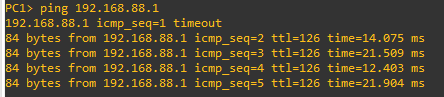 PC1> ping 192.168.88.1
192.168.88.1 icmp_seq=1 timeout
84 bytes from 192.168.88.1 icmp_seq=2 ttl=126 time=14.075 ms
84 bytes from 192.168.88.1 icmp_seq=3 ttl=126 time=21.509 ms
84 bytes from 192.168.88.1 icmp_seq=4 ttl=126 time=12.403 ms
84 bytes from 192.168.88.1 icmp_seq=5 ttl=126 time=21.904 ms